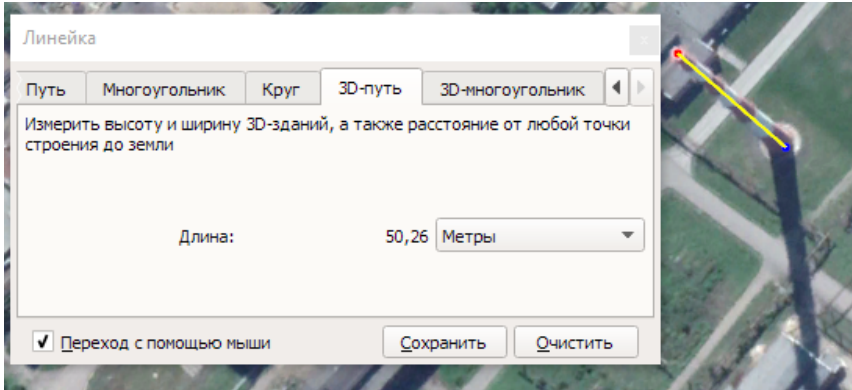 Линейка
Путь Многоугольник Круг 3D-путь 3D-многоугольник
Измерить высоту и ширину 3D-зданий, а также расстояние от любой точки
строения до земли
Длина: 50,26 Метры
Переход с помощью мыши Сохранить Очистить